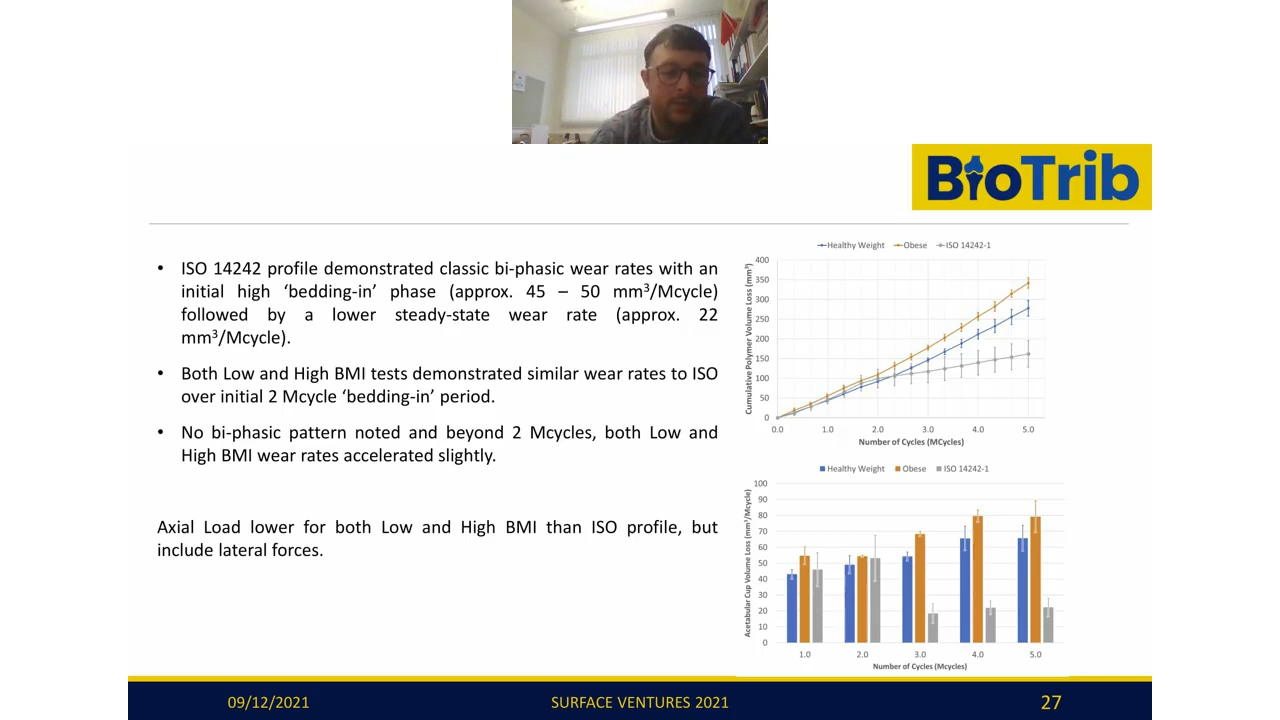 BioTrib
• ISO 14242 profile demonstrated classic bi-phasic wear rates with an
initial high ‘bedding-in’ phase (approx. 45 – 50 mm³/Mcycle)
followed by a lower steady-state wear rate (approx. 22
mm³/Mcycle).
• Both Low and High BMI tests demonstrated similar wear rates to ISO
over initial 2 Mcycle ‘bedding-in’ period.
• No bi-phasic pattern noted and beyond 2 Mcycles, both Low and
High BMI wear rates accelerated slightly.
Axial Load lower for both Low and High BMI than ISO profile, but
include lateral forces.
Healthy Weight Obese ISO 14242-1
Cumulative Polymer Volume Loss (mm³)
400
350
300
250
200
150
100
50
0
0.0 1.0 2.0 3.0 4.0 5.0
Number of Cycles (MCycles)
Healthy Weight Obese ISO 14242-1
Acetabular Cup Volume Loss (mm³/Mcycle)
100
90
80
70
60
50
40
30
20
10
0
1.0 2.0 3.0 4.0 5.0
Number of Cycles (Mcycles)
09/12/2021 SURFACE VENTURES 2021 27